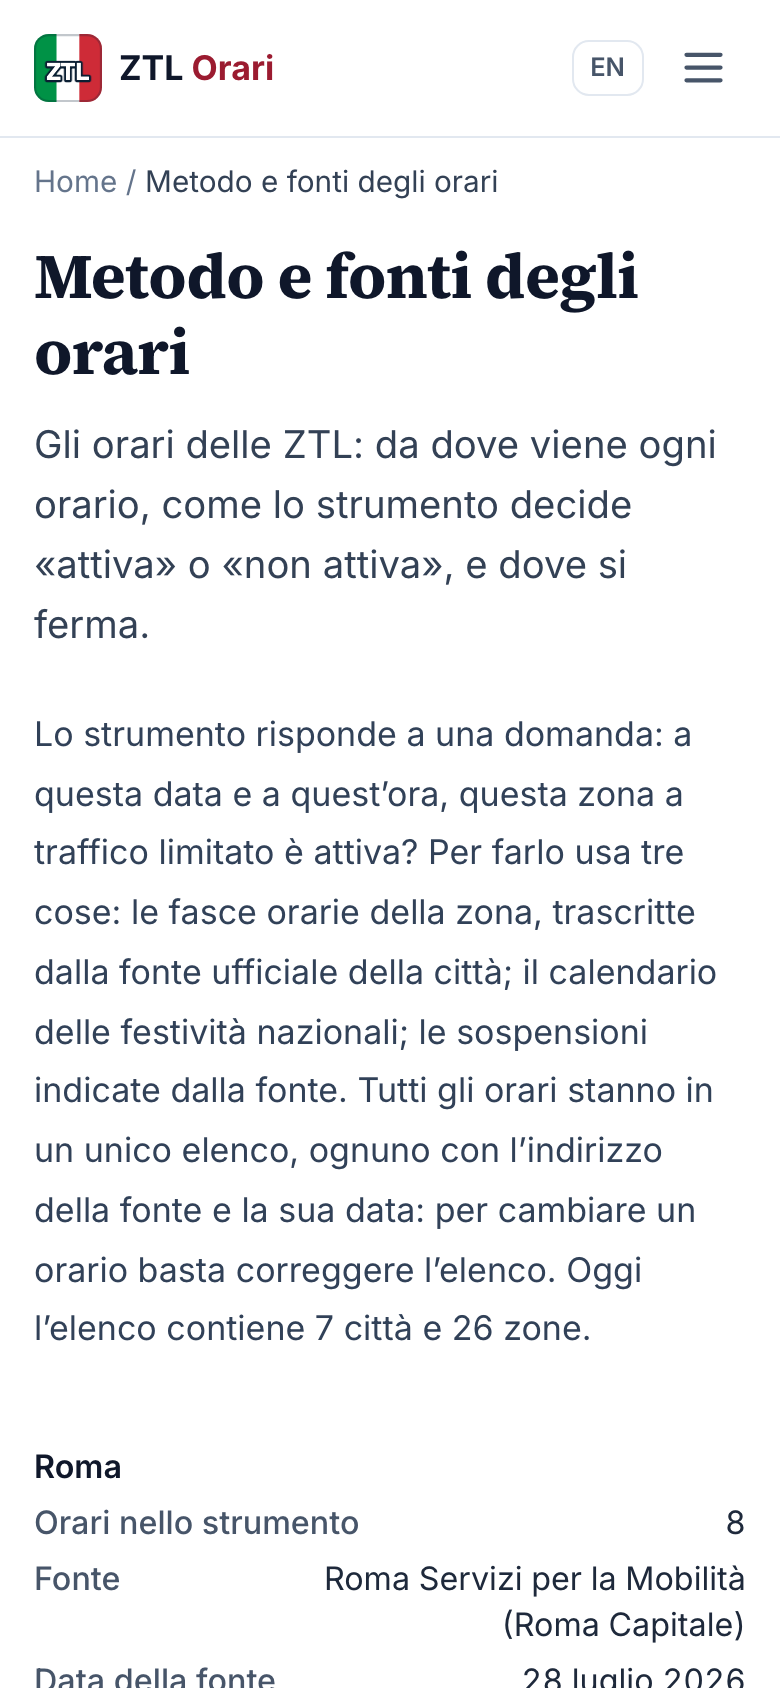 ZTL
ZTL Orari
EN
Home / Metodo e fonti degli orari
Metodo e fonti degli
orari
Gli orari delle ZTL: da dove viene ogni
orario, come lo strumento decide
«attiva» o «non attiva», e dove si
ferma.
Lo strumento risponde a una domanda: a
questa data e a quest’ora, questa zona a
traffico limitato è attiva? Per farlo usa tre
cose: le fasce orarie della zona, trascritte
dalla fonte ufficiale della città; il calendario
delle festività nazionali; le sospensioni
indicate dalla fonte. Tutti gli orari stanno in
un unico elenco, ognuno con l’indirizzo
della fonte e la sua data: per cambiare un
orario basta correggere l’elenco. Oggi
l’elenco contiene 7 città e 26 zone.
Roma
Orari nello strumento 8
Fonte Roma Servizi per la Mobilità
(Roma Capitale)
Data della fonte 28 luglio 2026